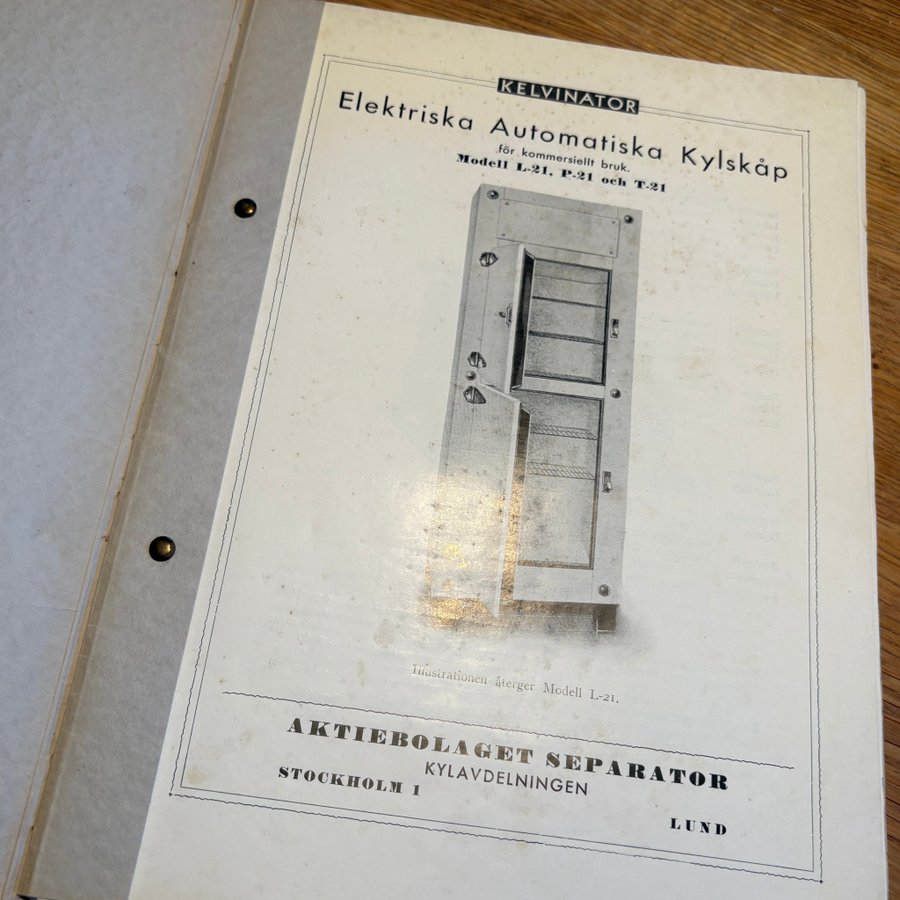 KELVINATOR
Elektriska Automatiska Kylskåp
för kommersiellt bruk.
Modell L-21, P-21 och T-21
Illustrationen återger Modell L-21.
AKTIEBOLAGET SEPARATOR
KYLAVDELNINGEN
STOCKHOLM 1
LUND